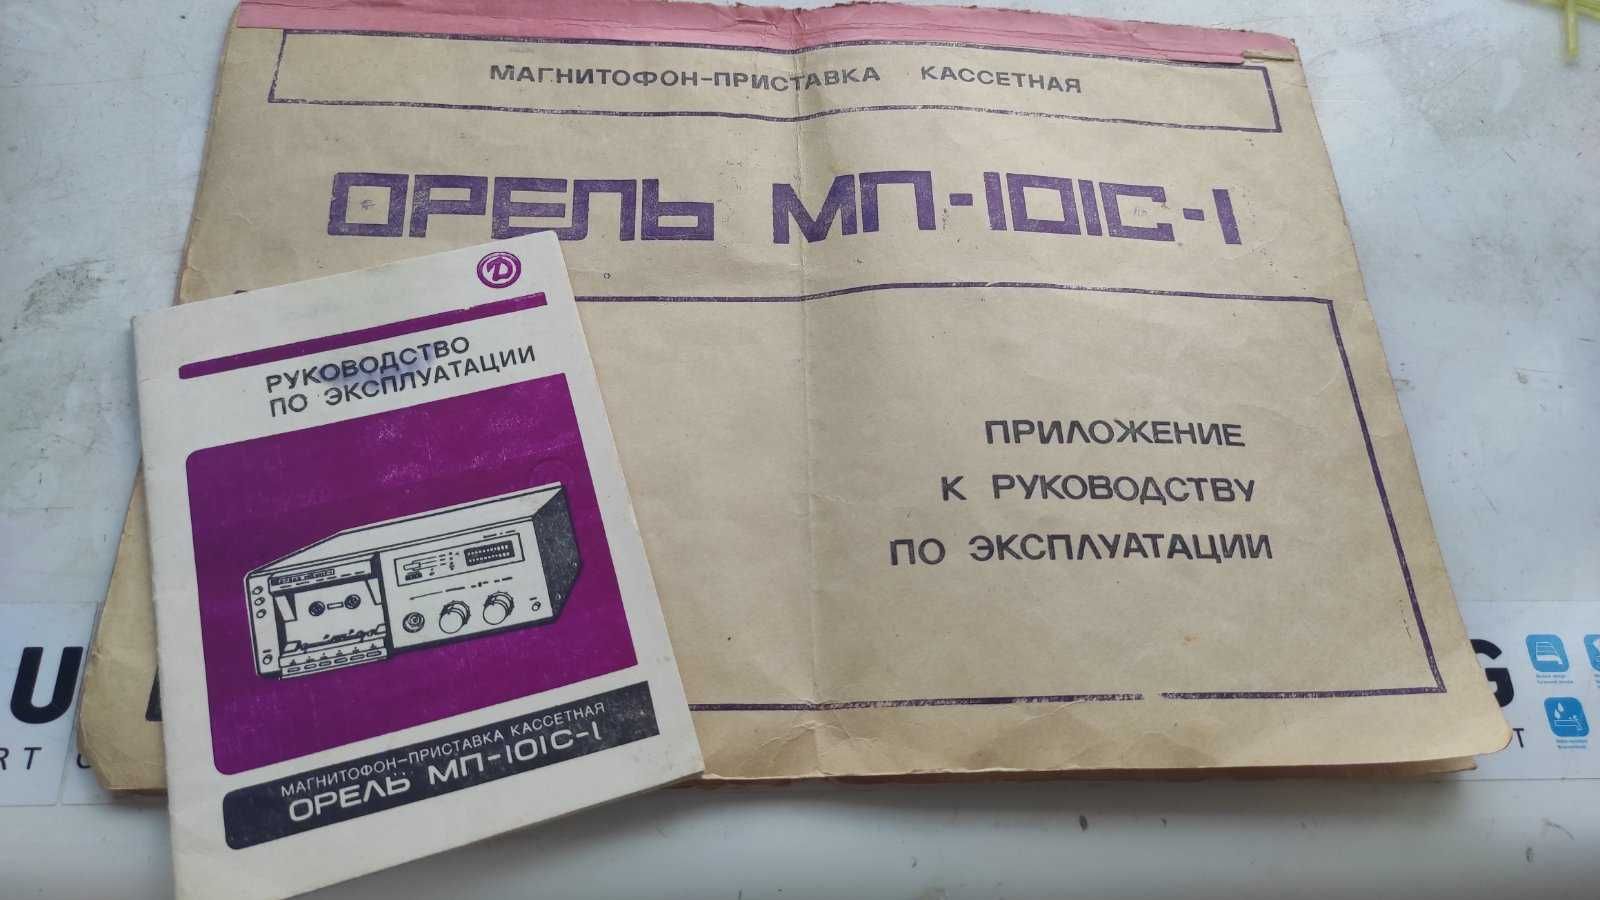 МАГНИТОФОН-ПРИСТАВКА КАССЕТНАЯ
ОРЕЛЬ МП-101С-1
ПРИЛОЖЕНИЕ
К РУКОВОДСТВУ
ПО ЭКСПЛУАТАЦИИ
РУКОВОДСТВО
ПО ЭКСПЛУАТАЦИИ
МАГНИТОФОН-ПРИСТАВКА КАССЕТНАЯ
ОРЕЛЬ МП-101С-1
U
G
RT
T